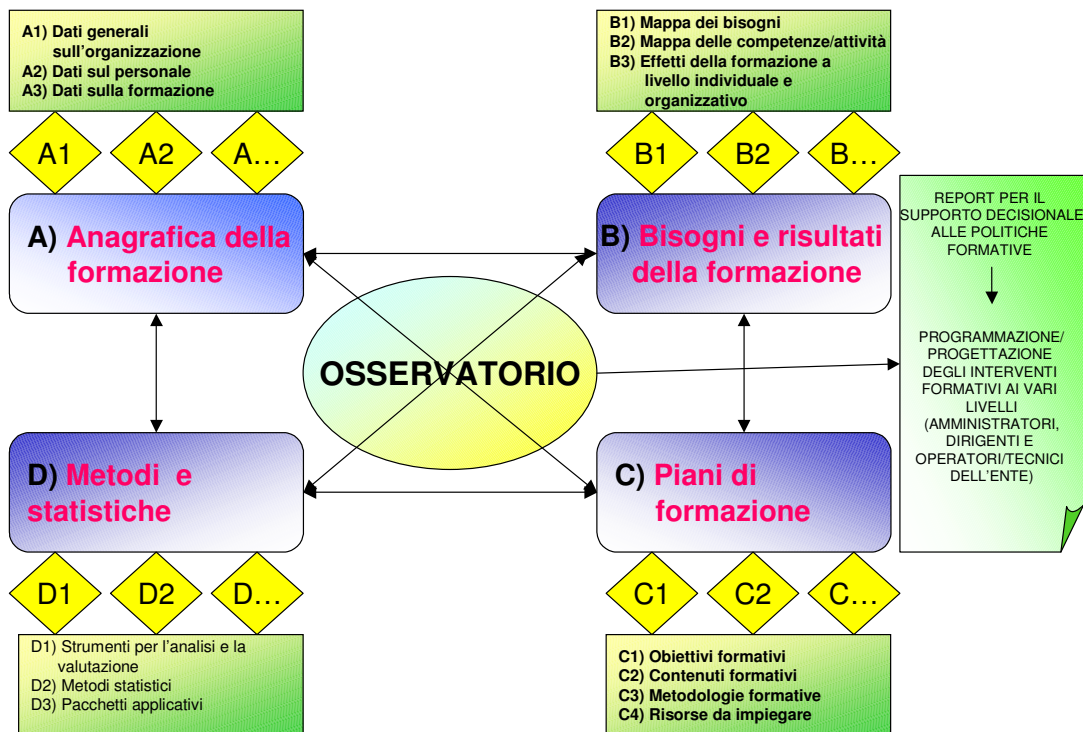 A1) Dati generali
sull'organizzazione
A2) Dati sul personale
A3) Dati sulla formazione
B1) Mappa dei bisogni
B2) Mappa delle competenze/attività
B3) Effetti della formazione a
livello individuale e
organizzativo
A1
A2
A…
B1
B2
B…
A) Anagrafica della
formazione
B) Bisogni e risultati
della formazione
REPORT PER IL
SUPPORTO DECISIONALE
ALLE POLITICHE
FORMATIVE
PROGRAMMAZIONE/
PROGETTAZIONE
DEGLI INTERVENTI
FORMATIVI AI VARI
LIVELLI
(AMMINISTRATORI,
DIRIGENTI E
OPERATORI/TECNICI
DELL'ENTE)
OSSERVATORIO
D) Metodi e
statistiche
C) Piani di
formazione
D1
D2
D…
C1
C2
C…
D1) Strumenti per l'analisi e la
valutazione
D2) Metodi statistici
D3) Pacchetti applicativi
C1) Obiettivi formativi
C2) Contenuti formativi
C3) Metodologie formative
C4) Risorse da impiegare